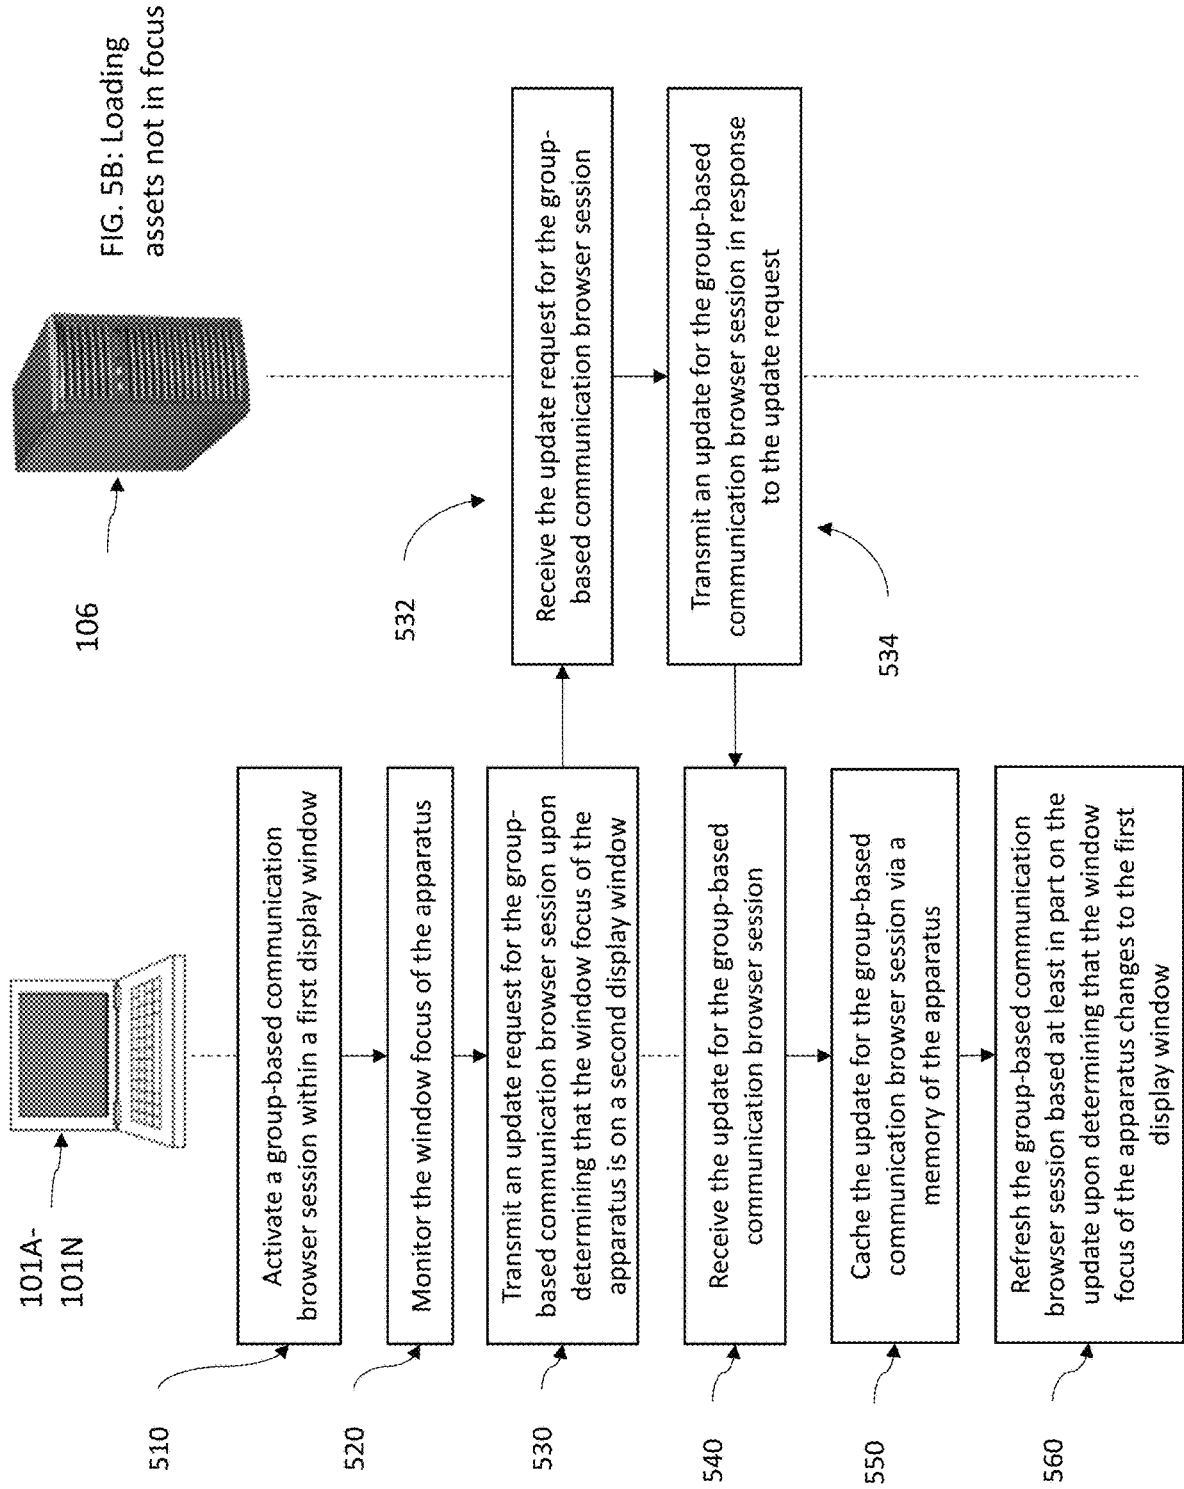 FIG. 5B: Loading
assets not in focus
106
101A-
101N
510
Activate a group-based communication
browser session within a first display window
520
Monitor the window focus of the apparatus
530
Transmit an update request for the group-
based communication browser session upon
determining that the window focus of the
apparatus is on a second display window
532
Receive the update request for the group-
based communication browser session
534
Transmit an update for the group-based
communication browser session in response
to the update request
540
Receive the update for the group-based
communication browser session
550
Cache the update for the group-based
communication browser session via a
memory of the apparatus
560
Refresh the group-based communication
browser session based at least in part on the
update upon determining that the window
focus of the apparatus changes to the first
display window